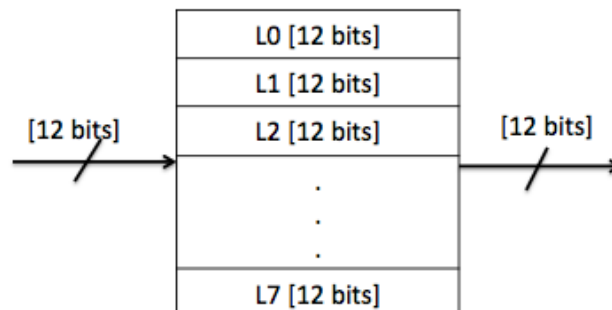 L0 [12 bits]
L1 [12 bits]
[12 bits]
L2 [12 bits]
[12 bits]
.
.
.
L7 [12 bits]